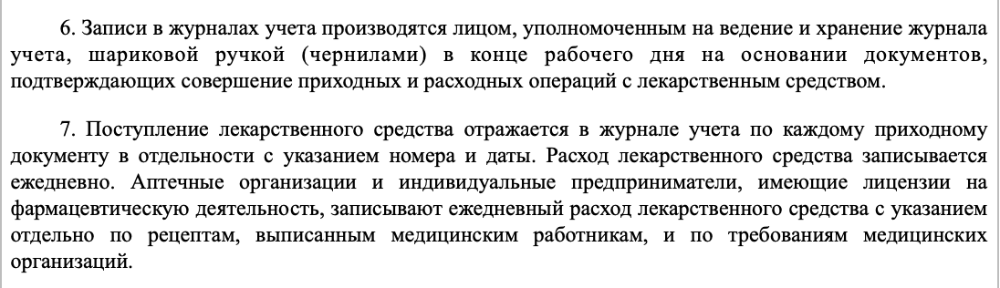 6. Записи в журналах учета производятся лицом, уполномоченным на ведение и хранение журнала
учета, шариковой ручкой (чернилами) в конце рабочего дня на основании документов,
подтверждающих совершение приходных и расходных операций с лекарственным средством.
7. Поступление лекарственного средства отражается в журнале учета по каждому приходному
документу в отдельности с указанием номера и даты. Расход лекарственного средства записывается
ежедневно. Аптечные организации и индивидуальные предприниматели, имеющие лицензии на
фармацевтическую деятельность, записывают ежедневный расход лекарственного средства с указанием
отдельно по рецептам, выписанным медицинским работникам, и по требованиям медицинских
организаций.